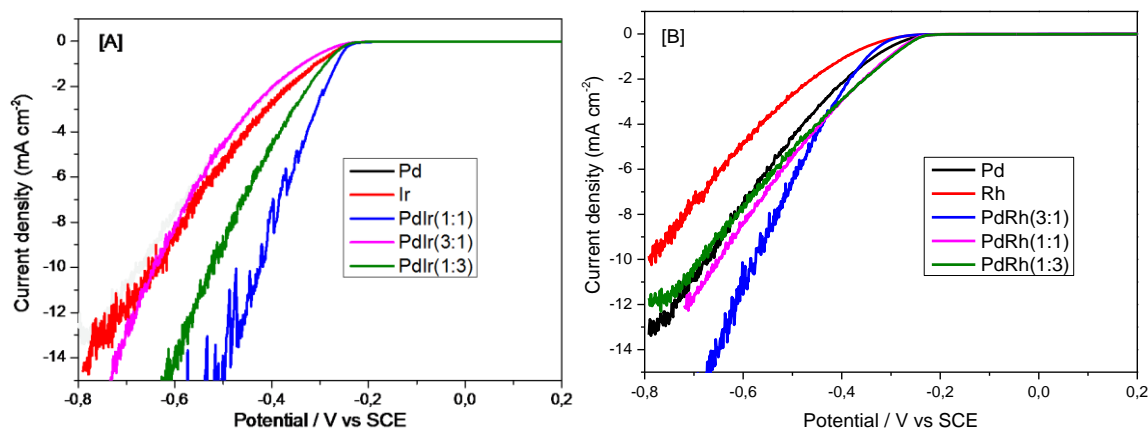 [A]
0
-2
-4
-6
-8
-10
-12
-14
Current density (mA cm-2)
Pd
Ir
PdIr(1:1)
PdIr(3:1)
PdIr(1:3)
-0,8
-0,6
-0,4
-0,2
0,0
0,2
Potential / V vs SCE
[B]
0
-2
-4
-6
-8
-10
-12
-14
Current density (mA cm-2)
Pd
Rh
PdRh(3:1)
PdRh(1:1)
PdRh(1:3)
-0,8
-0,6
-0,4
-0,2
0,0
0,2
Potential / V vs SCE